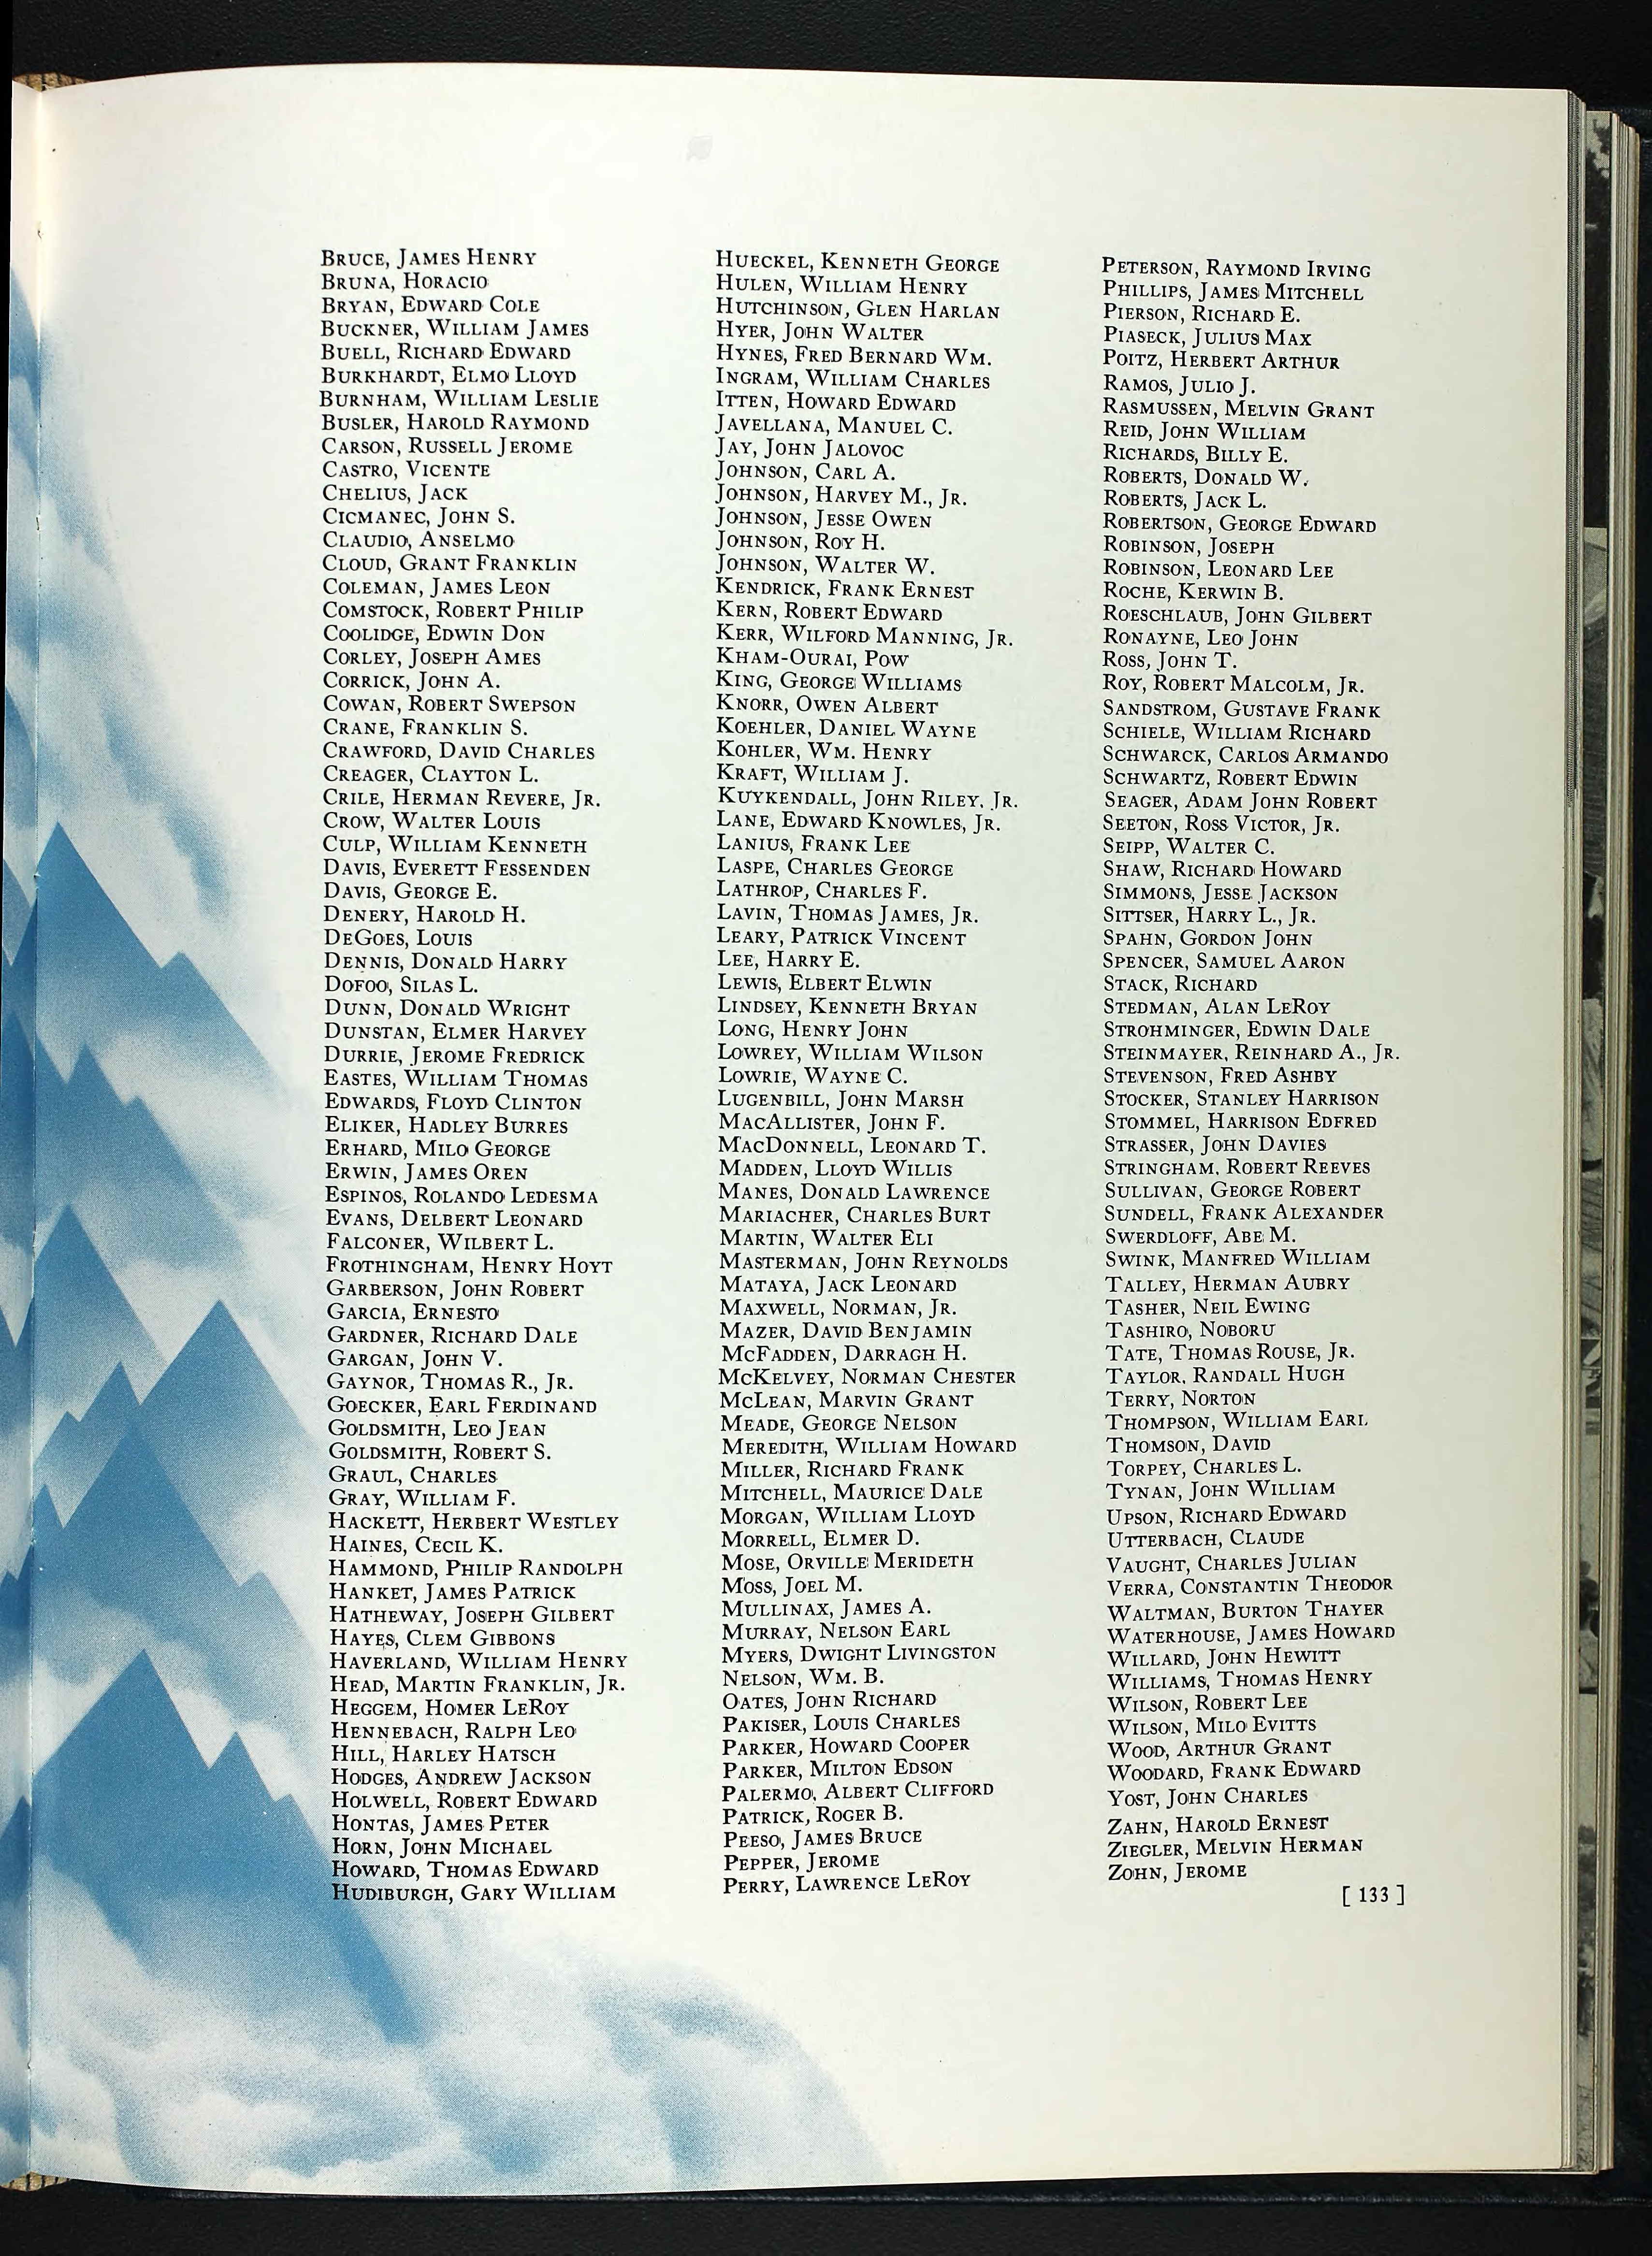 BRUCE, JAMES HENRY
BRUNA, HORACIO
BRYAN, EDWARD COLE
BUCKNER, WILLIAM JAMES
BUELL, RICHARD EDWARD
BURKHARDT, ELMO LLOYD
BURNHAM, WILLIAM LESLIE
BUSLER, HAROLD RAYMOND
CARSON, RUSSELL JEROME
CASTRO, VICENTE
CHELIUS, JACK
CICMANEC, JOHN S.
CLAUDIO, ANSELMO
CLOUD, GRANT FRANKLIN
COLEMAN, JAMES LEON
COMSTOCK, ROBERT PHILIP
COOLIDGE, EDWIN DON
CORLEY, JOSEPH AMES
CORRICK, JOHN A.
COWAN, ROBERT SWEPSON
CRANE, FRANKLIN S.
CRAWFORD, DAVID CHARLES
CREAGER, CLAYTON L.
CRILE, HERMAN REVERE, JR.
CROW, WALTER LOUIS
CULP, WILLIAM KENNETH
DAVIS, EVERETT FESSENDEN
DAVIS, GEORGE E.
DENERY, HAROLD H.
DEGOES, LOUIS
DENNIS, DONALD HARRY
DOFOO, SILAS L.
DUNN, DONALD WRIGHT
DUNSTAN, ELMER HARVEY
DURRIE, JEROME FREDRICK
EASTES, WILLIAM THOMAS
EDWARDS, FLOYD CLINTON
ELIKER, HADLEY BURRES
ERHARD, MILO GEORGE
ERWIN, JAMES OREN
ESPINOS, ROLANDO LEDESMA
EVANS, DELBERT LEONARD
FALCONER, WILBERT L.
FROTHINGHAM, HENRY HOYT
GARBERSON, JOHN ROBERT
GARCIA, ERNESTO
GARDNER, RICHARD DALE
GARGAN, JOHN V.
GAYNOR, THOMAS R., JR.
GOECKER, EARL FERDINAND
GOLDSMITH, LEO JEAN
GOLDSMITH, ROBERT S.
GRAUL, CHARLES
GRAY, WILLIAM F.
HACKETT, HERBERT WESTLEY
HAINES, CECIL K.
HAMMOND, PHILIP RANDOLPH
HANKET, JAMES PATRICK
HATHEWAY, JOSEPH GILBERT
HAYES, CLEM GIBBONS
HAVERLAND, WILLIAM HENRY
HEAD, MARTIN FRANKLIN, JR.
HEGGEM, HOMER LEROY
HENNEBACH, RALPH LEO
HILL, HARLEY HATSCH
HODGES, ANDREW JACKSON
HOLWELL, ROBERT EDWARD
HONTAS, JAMES PETER
HORN, JOHN MICHAEL
HOWARD, THOMAS EDWARD
HUDIBURGH, GARY WILLIAM
HUECKEL, KENNETH GEORGE
HULEN, WILLIAM HENRY
HUTCHINSON, GLEN HARLAN
HYER, JOHN WALTER
HYNES, FRED BERNARD WM.
INGRAM, WILLIAM CHARLES
ITTEN, HOWARD EDWARD
JAVELLANA, MANUEL C.
JAY, JOHN JALOVOC
JOHNSON, CARL A.
JOHNSON, HARVEY M., JR.
JOHNSON, JESSE OWEN
JOHNSON, ROY H.
JOHNSON, WALTER W.
KENDRICK, FRANK ERNEST
KERN, ROBERT EDWARD
KERR, WILFORD MANNING, JR.
KHAM-OURAI, POW
KING, GEORGE WILLIAMS
KNORR, OWEN ALBERT
KOEHLER, DANIEL WAYNE
KOHLER, WM. HENRY
KRAFT, WILLIAM J.
KUYKENDALL, JOHN RILEY, JR.
LANE, EDWARD KNOWLES, JR.
LANIUS, FRANK LEE
LASPE, CHARLES GEORGE
LATHROP, CHARLES F.
LAVIN, THOMAS JAMES, JR.
LEARY, PATRICK VINCENT
LEE, HARRY E.
LEWIS, ELBERT ELWIN
LINDSEY, KENNETH BRYAN
LONG, HENRY JOHN
LOWREY, WILLIAM WILSON
LOWRIE, WAYNE C.
LUGENBILL, JOHN MARSH
MACALLISTER, JOHN F.
MACDONNELL, LEONARD T.
MADDEN, LLOYD WILLIS
MANES, DONALD LAWRENCE
MARIACHER, CHARLES BURT
MARTIN, WALTER ELI
MASTERMAN, JOHN REYNOLDS
MATAYA, JACK LEONARD
MAXWELL, NORMAN, JR.
MAZER, DAVID BENJAMIN
MCFADDEN, DARRAGH H.
MCKELVEY, NORMAN CHESTER
MCLEAN, MARVIN GRANT
MEADE, GEORGE NELSON
MEREDITH, WILLIAM HOWARD
MILLER, RICHARD FRANK
MITCHELL, MAURICE DALE
MORGAN, WILLIAM LLOYD
MORRELL, ELMER D.
MOSE, ORVILLE MERIDETH
MOSS, JOEL M.
MULLINAX, JAMES A.
MURRAY, NELSON EARL
MYERS, DWIGHT LIVINGSTON
NELSON, WM. B.
OATES, JOHN RICHARD
PAKISER, LOUIS CHARLES
PARKER, HOWARD COOPER
PARKER, MILTON EDSON
PALERMO, ALBERT CLIFFORD
PATRICK, ROGER B.
PEESO, JAMES BRUCE
PEPPER, JEROME
PERRY, LAWRENCE LEROY
PETERSON, RAYMOND IRVING
PHILLIPS, JAMES MITCHELL
PIERSON, RICHARD E.
PIASECK, JULIUS MAX
POITZ, HERBERT ARTHUR
RAMOS, JULIO J.
RASMUSSEN, MELVIN GRANT
REID, JOHN WILLIAM
RICHARDS, BILLY E.
ROBERTS, DONALD W.
ROBERTS, JACK L.
ROBERTSON, GEORGE EDWARD
ROBINSON, JOSEPH
ROBINSON, LEONARD LEE
ROCHE, KERWIN B.
ROESCHLAUB, JOHN GILBERT
RONAYNE, LEO JOHN
ROSS, JOHN T.
ROY, ROBERT MALCOLM, JR.
SANDSTROM, GUSTAVE FRANK
SCHIELE, WILLIAM RICHARD
SCHWARCK, CARLOS ARMANDO
SCHWARTZ, ROBERT EDWIN
SEAGER, ADAM JOHN ROBERT
SEETON, ROSS VICTOR, JR.
SEIPP, WALTER C.
SHAW, RICHARD HOWARD
SIMMONS, JESSE JACKSON
SITTSER, HARRY L., JR.
SPAHN, GORDON JOHN
SPENCER, SAMUEL AARON
STACK, RICHARD
STEDMAN, ALAN LEROY
STROHMINGER, EDWIN DALE
STEINMAYER, REINHARD A., JR.
STEVENSON, FRED ASHBY
STOCKER, STANLEY HARRISON
STOMMEL, HARRISON EDFRED
STRASSER, JOHN DAVIES
STRINGHAM, ROBERT REEVES
SULLIVAN, GEORGE ROBERT
SUNDELL, FRANK ALEXANDER
SWERDLOFF, ABE M.
SWINK, MANFRED WILLIAM
TALLEY, HERMAN AUBRY
TASHER, NEIL EWING
TASHIRO, NOBORU
TATE, THOMAS ROUSE, JR.
TAYLOR, RANDALL HUGH
TERRY, NORTON
THOMPSON, WILLIAM EARL
THOMSON, DAVID
TORPEY, CHARLES L.
TYNAN, JOHN WILLIAM
UPSON, RICHARD EDWARD
UTTERBACH, CLAUDE
VAUGHT, CHARLES JULIAN
VERRA, CONSTANTIN THEODOR
WALTMAN, BURTON THAYER
WATERHOUSE, JAMES HOWARD
WILLARD, JOHN HEWITT
WILLIAMS, THOMAS HENRY
WILSON, ROBERT LEE
WILSON, MILO EVITTS
WOOD, ARTHUR GRANT
WOODARD, FRANK EDWARD
YOST, JOHN CHARLES
ZAHN, HAROLD ERNEST
ZIEGLER, MELVIN HERMAN
ZOHN, JEROME
[ 133 ]